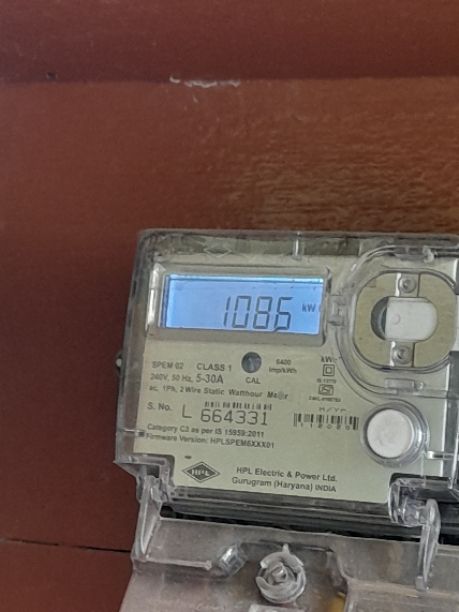 1086 kW
SPEM 02 CLASS 1 6400 imp/kWh
240V, 50 Hz, 5-30A CAL
ac, 1Ph, 2 Wire Static Watthour Meter
S. No. L 664331
M/YR
Category C3 as per IS 15959:2011
Firmware Version: HPLSPEM6XXX01
HPL
HPL Electric & Power Ltd.
Gurugram (Haryana) INDIA